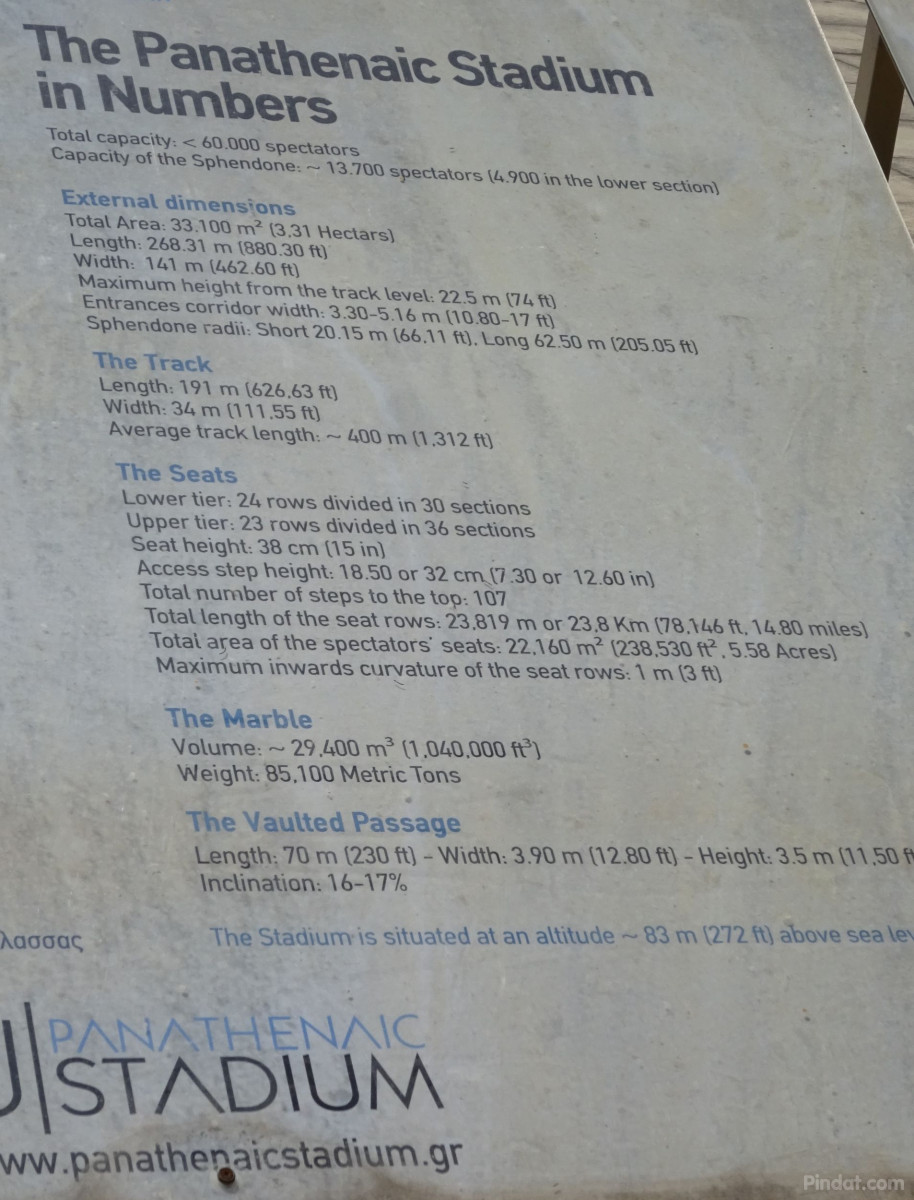 The Panathenaic Stadium
in Numbers
Total capacity: < 60.000 spectators
Capacity of the Sphendone: ~ 13.700 spectators (4.900 in the lower section)
External dimensions
Total Area: 33.100 m² (3,31 Hectars)
Length: 268.31 m (880.30 ft)
Width: 141 m (462.60 ft)
Maximum height from the track level: 22.5 m (74 ft)
Entrances corridor width: 3.30-5.16 m (10.80-17 ft)
Sphendone radii: Short 20.15 m (66,11 ft), Long 62.50 m (205.05 ft)
The Track
Length: 191 m (626,63 ft)
Width: 34 m (111,55 ft)
Average track length: ~ 400 m (1,312 ft)
The Seats
Lower tier: 24 rows divided in 30 sections
Upper tier: 23 rows divided in 36 sections
Seat height: 38 cm (15 in)
Access step height: 18.50 or 32 cm (7.30 or 12.60 in)
Total number of steps to the top: 107
Total length of the seat rows: 23,819 m or 23,8 Km (78,146 ft, 14.80 miles)
Total area of the spectators' seats: 22,160 m² (238,530 ft², 5.58 Acres)
Maximum inwards curvature of the seat rows: 1 m (3 ft)
The Marble
Volume: ~ 29,400 m³ (1,040,000 ft³)
Weight: 85,100 Metric Tons
The Vaulted Passage
Length: 70 m (230 ft) - Width: 3.90 m (12.80 ft) - Height: 3.5 m (11,50 f
Inclination: 16-17%
λασσας
The Stadium is situated at an altitude ~ 83 m (272 ft) above sea lev
PANATHENAIC
STADIUM
ww.panathenaicstadium.gr
Pindat.com